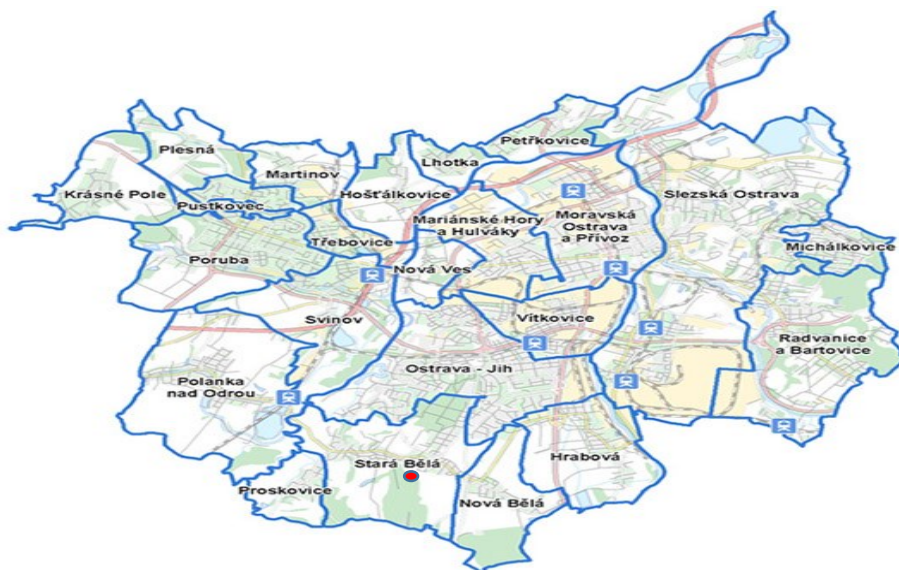 Petřkovice
Plesná
Lhotka
Martinov
Krásné Pole
Hošťálkovice
Slezská Ostrava
Pustkovec
Mariánské Hory
a Hulváky
Moravská
Ostrava
a Přívoz
Třebovice
Michálkovice
Poruba
Nová Ves
Svinov
Vítkovice
Radvanice
a Bartovice
Ostrava - Jih
Polanka
nad Odrou
Stará Bělá
Hrabová
Proskovice
Nová Bělá